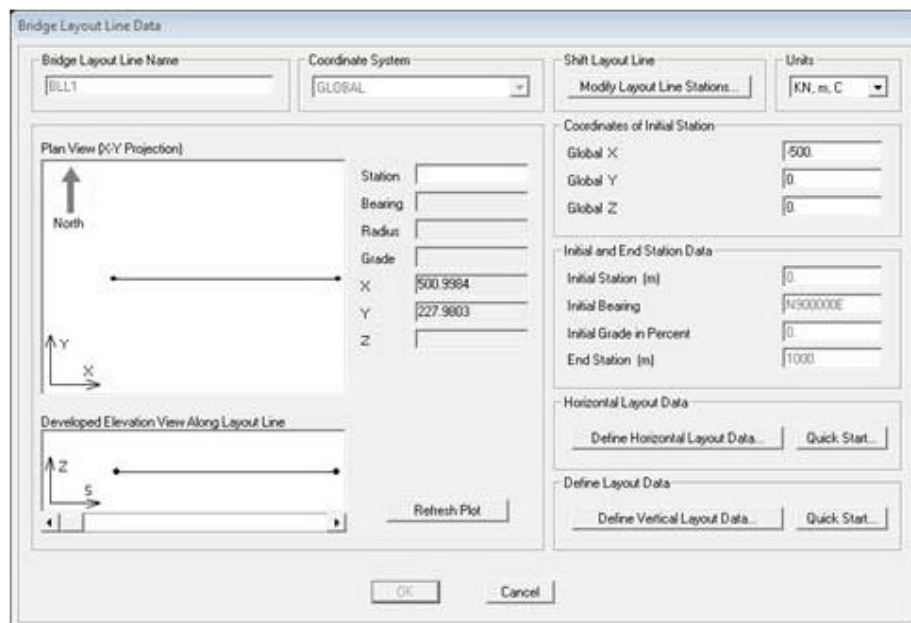 Bridge Layout Line Data
Bridge Layout Line Name
BLL1
Coordinate System
GLOBAL
Shift Layout Line
Modify Layout Line Stations...
Units
KN, m, C
Plan View (X-Y Projection)
North
Y
X
Station
Bearing
Radius
Grade
X 500.9984
Y 227.9803
Z
Coordinates of Initial Station
Global X -500.
Global Y 0.
Global Z 0.
Initial and End Station Data
Initial Station (m) 0.
Initial Bearing N900000E
Initial Grade in Percent 0.
End Station (m) 1000.
Developed Elevation View Along Layout Line
Z
S
Refresh Plot
Horizontal Layout Data
Define Horizontal Layout Data...
Quick Start...
Define Layout Data
Define Vertical Layout Data...
Quick Start...
OK
Cancel